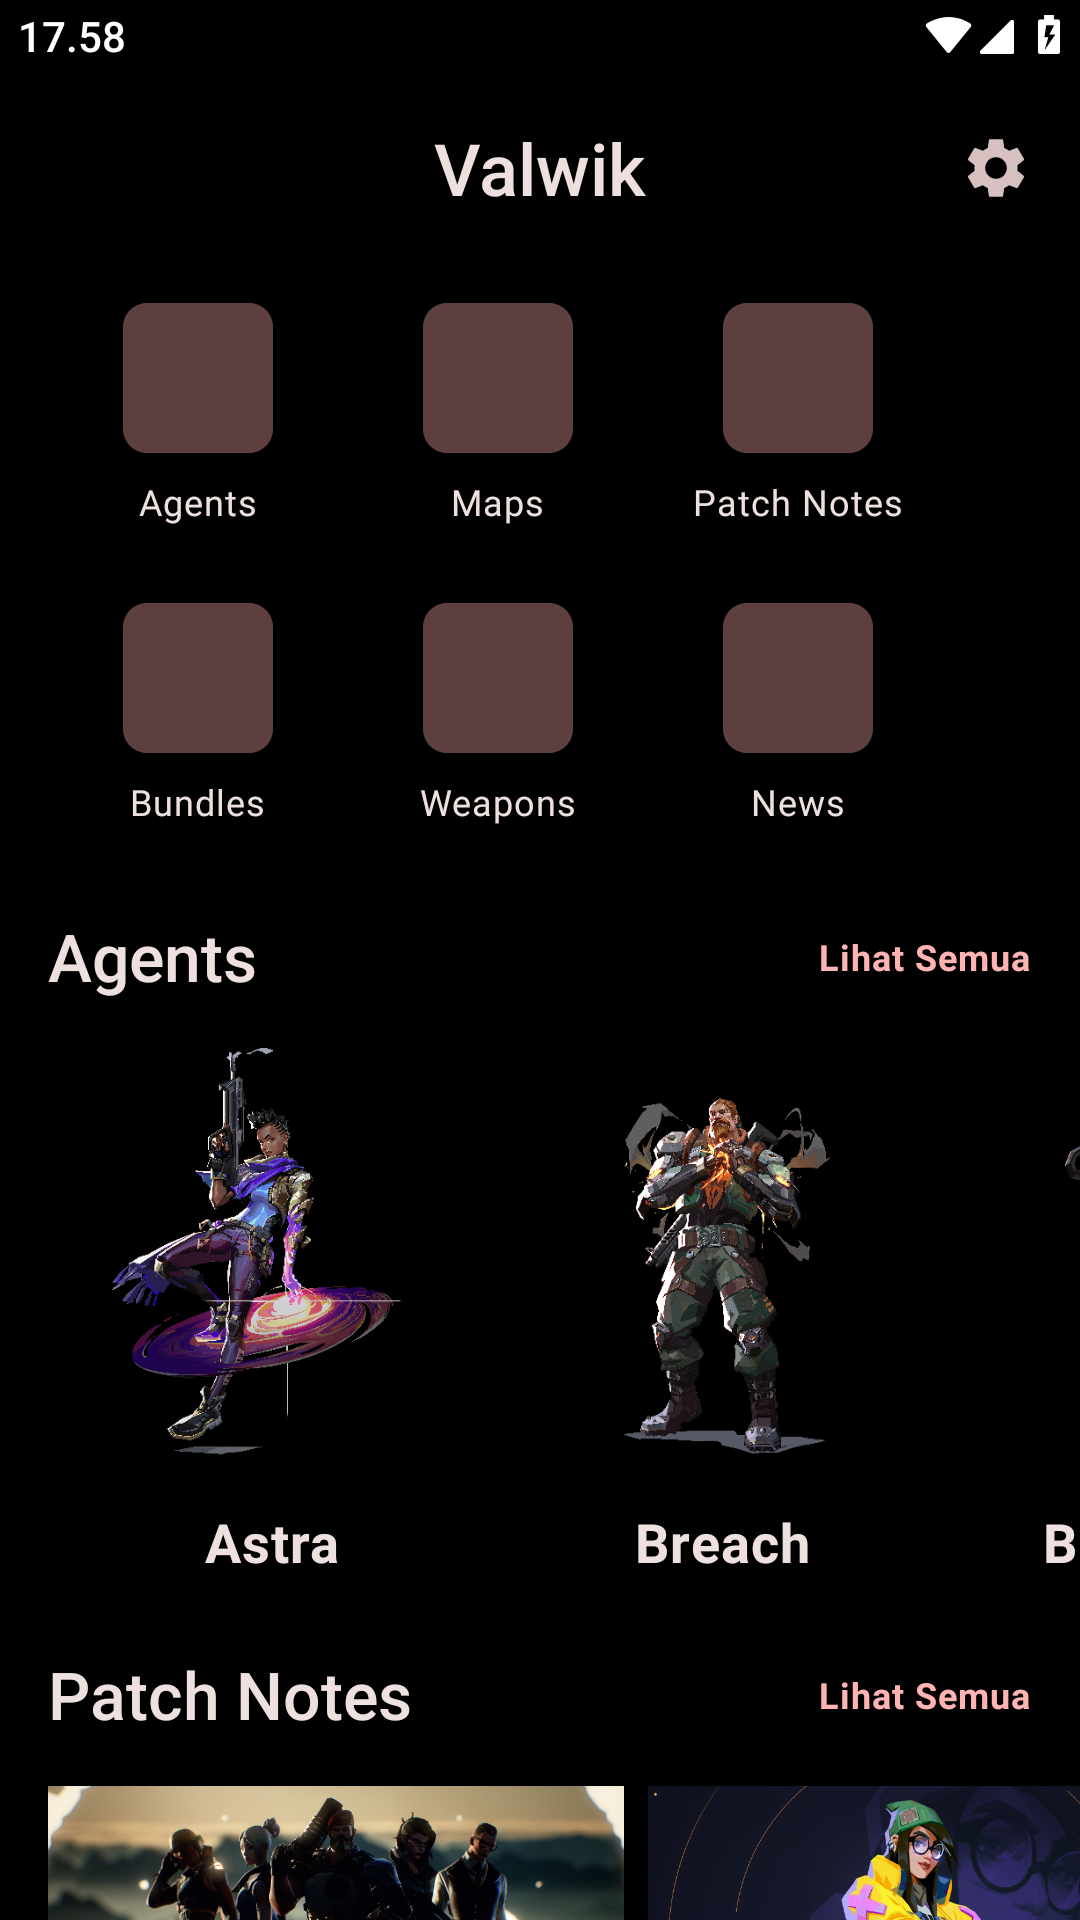 17.58
Valwik
Agents
Maps
Patch Notes
Bundles
Weapons
News
Agents
Lihat Semua
Astra
Breach
B
Patch Notes
Lihat Semua